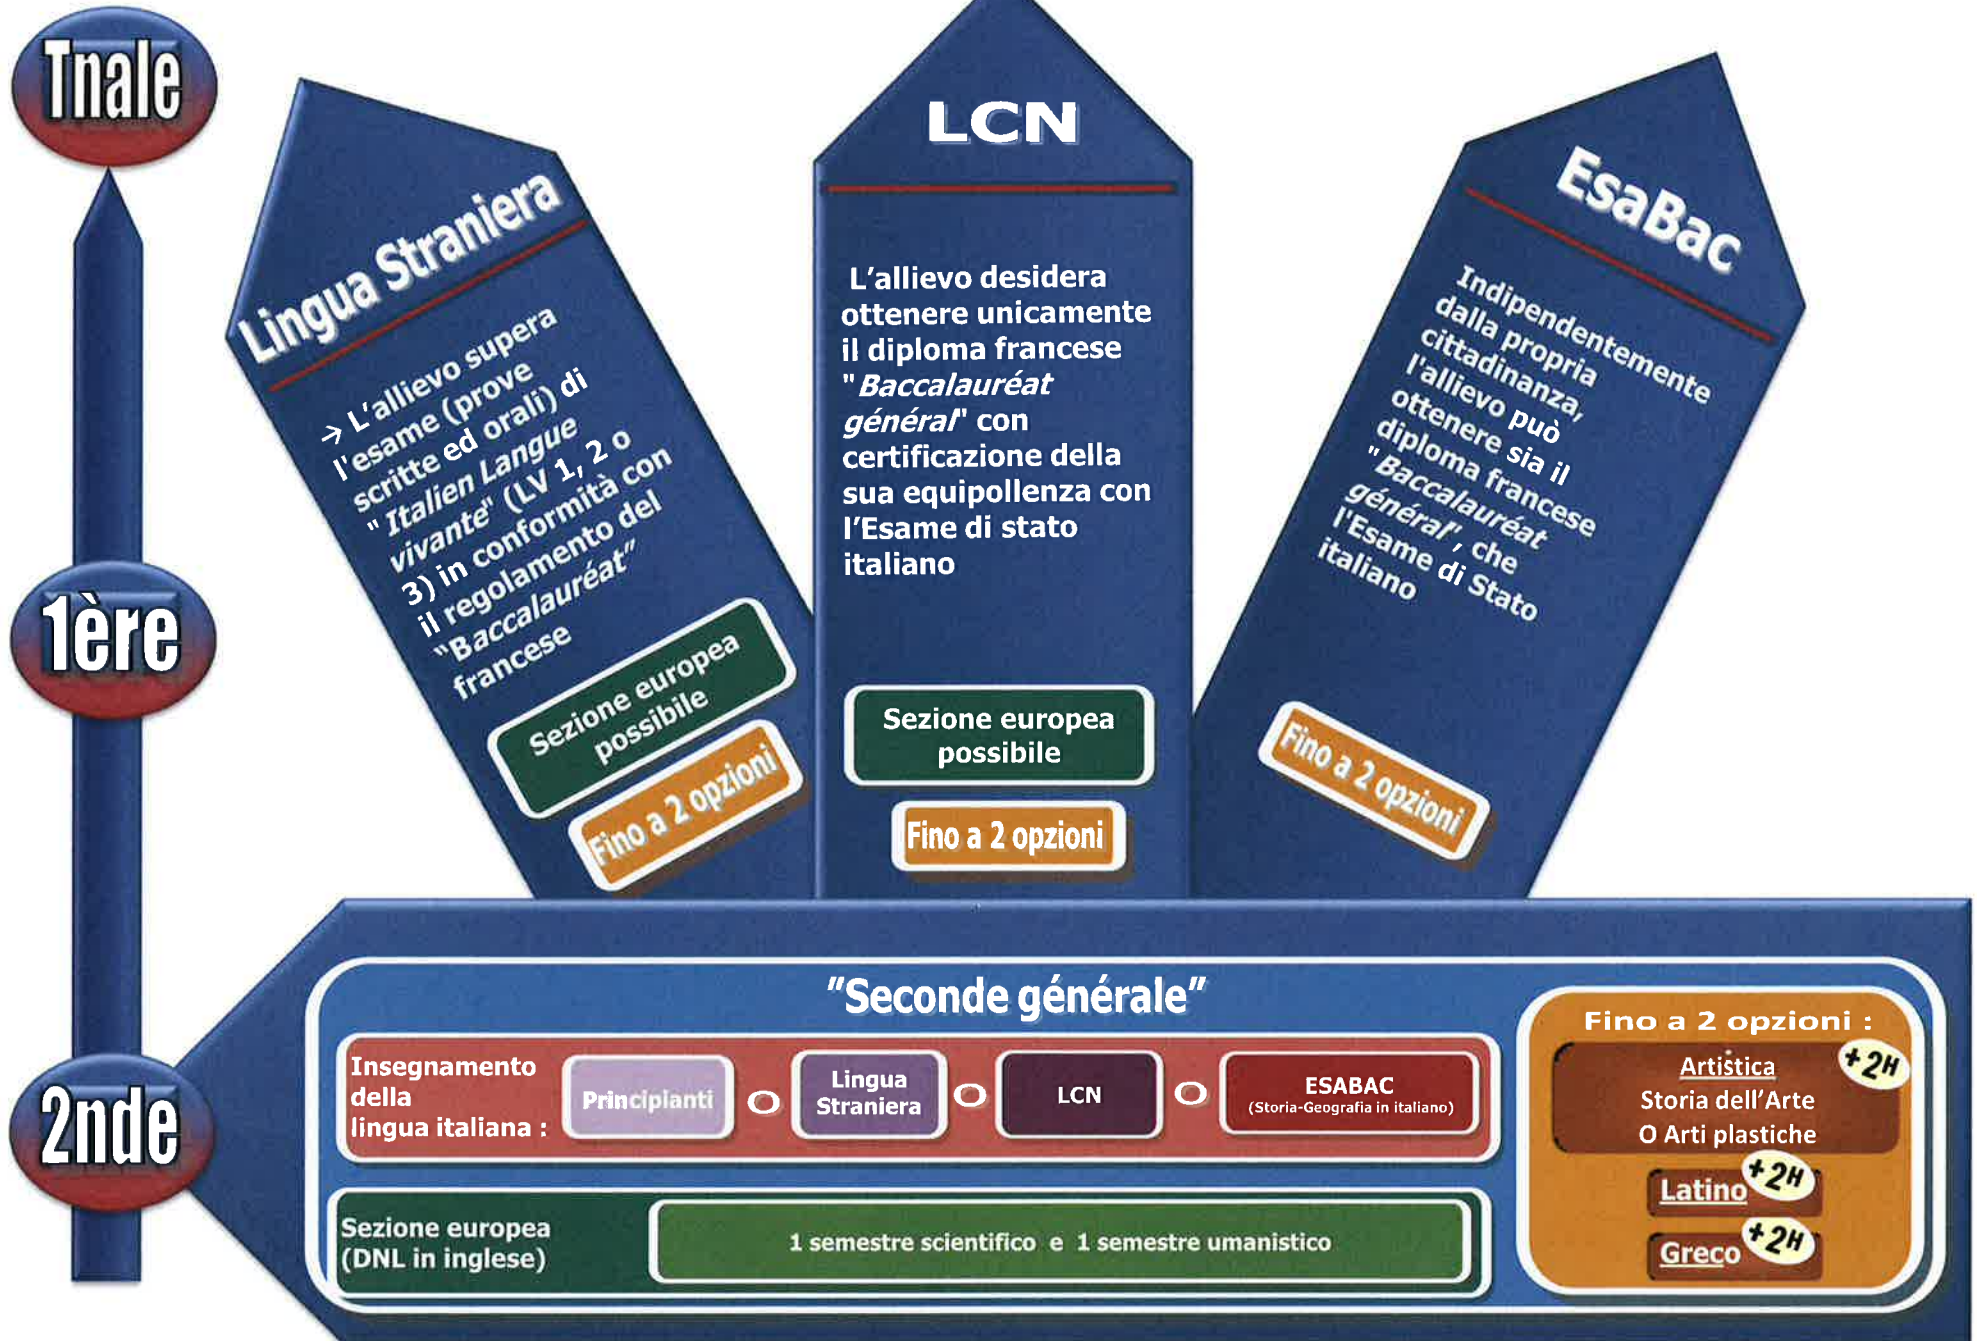 Tnale
1ère
2nde
Lingua Straniera
→ L'allievo supera
l'esame (prove
scritte ed orali) di
"Italien Langue
vivante" (LV 1, 2 o
3) in conformità con
il regolamento del
"Baccalauréat"
francese
Sezione europea
possibile
Fino a 2 opzioni
LCN
L'allievo desidera
ottenere unicamente
il diploma francese
"Baccalauréat
général" con
certificazione della
sua equipollenza con
l'Esame di stato
italiano
Sezione europea
possibile
Fino a 2 opzioni
EsaBac
Indipendentemente
dalla propria
cittadinanza,
l'allievo può
ottenere sia il
diploma francese
"Baccalauréat
général", che
l'Esame di Stato
italiano
Fino a 2 opzioni
"Seconde générale"
Insegnamento
della
lingua italiana :
Principianti
O
Lingua
Straniera
O
LCN
O
ESABAC
(Storia-Geografia in italiano)
Sezione europea
(DNL in inglese)
1 semestre scientifico e 1 semestre umanistico
Fino a 2 opzioni :
Artistica
+2H
Storia dell'Arte
O Arti plastiche
Latino
+2H
Greco
+2H